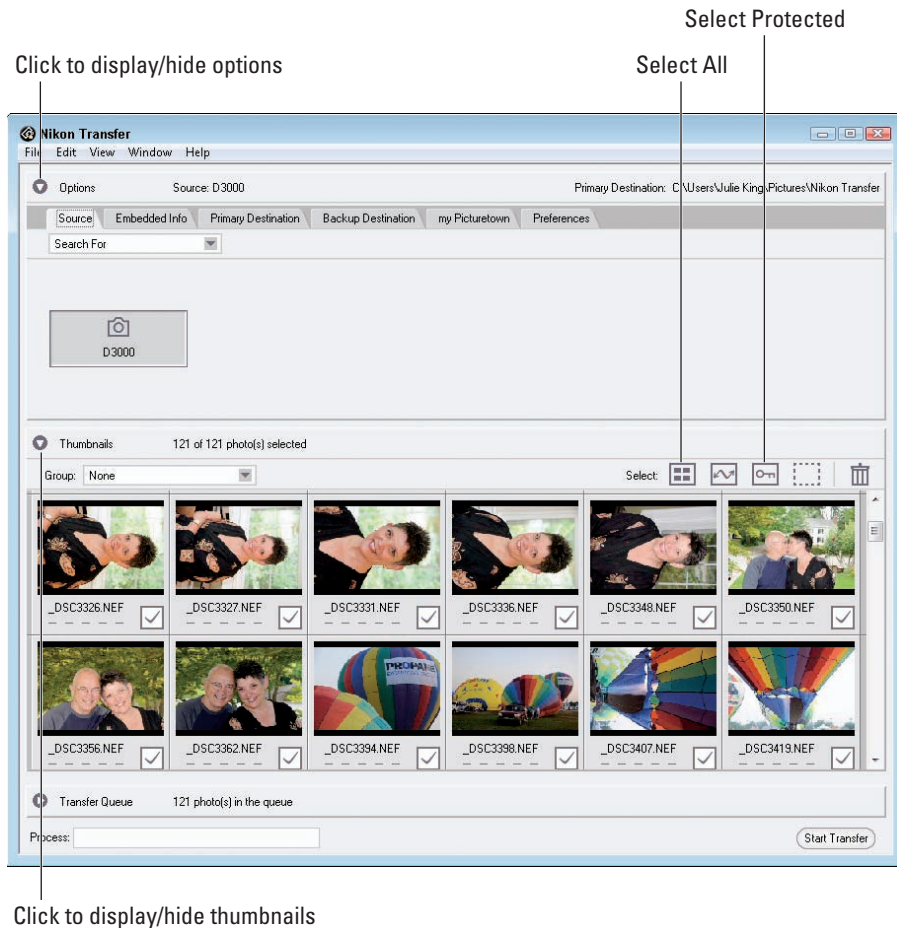 Select Protected
Click to display/hide options
Select All
Nikon Transfer
File Edit View Window Help
Options Source: D3000 Primary Destination: C:\Users\Julie King\Pictures\Nikon Transfer
Source Embedded Info Primary Destination Backup Destination my Picturetown Preferences
Search For
D3000
Thumbnails 121 of 121 photo(s) selected
Group: None Select:
PROPANE
_DSC3326.NEF _DSC3327.NEF _DSC3331.NEF _DSC3336.NEF _DSC3348.NEF _DSC3350.NEF
_DSC3356.NEF _DSC3362.NEF _DSC3394.NEF _DSC3398.NEF _DSC3407.NEF _DSC3419.NEF
Transfer Queue 121 photo(s) in the queue
Process: Start Transfer
Click to display/hide thumbnails